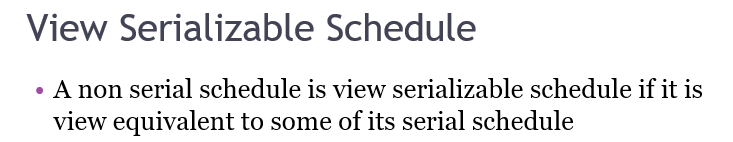 View Serializable Schedule
• A non serial schedule is view serializable schedule if it is
view equivalent to some of its serial schedule